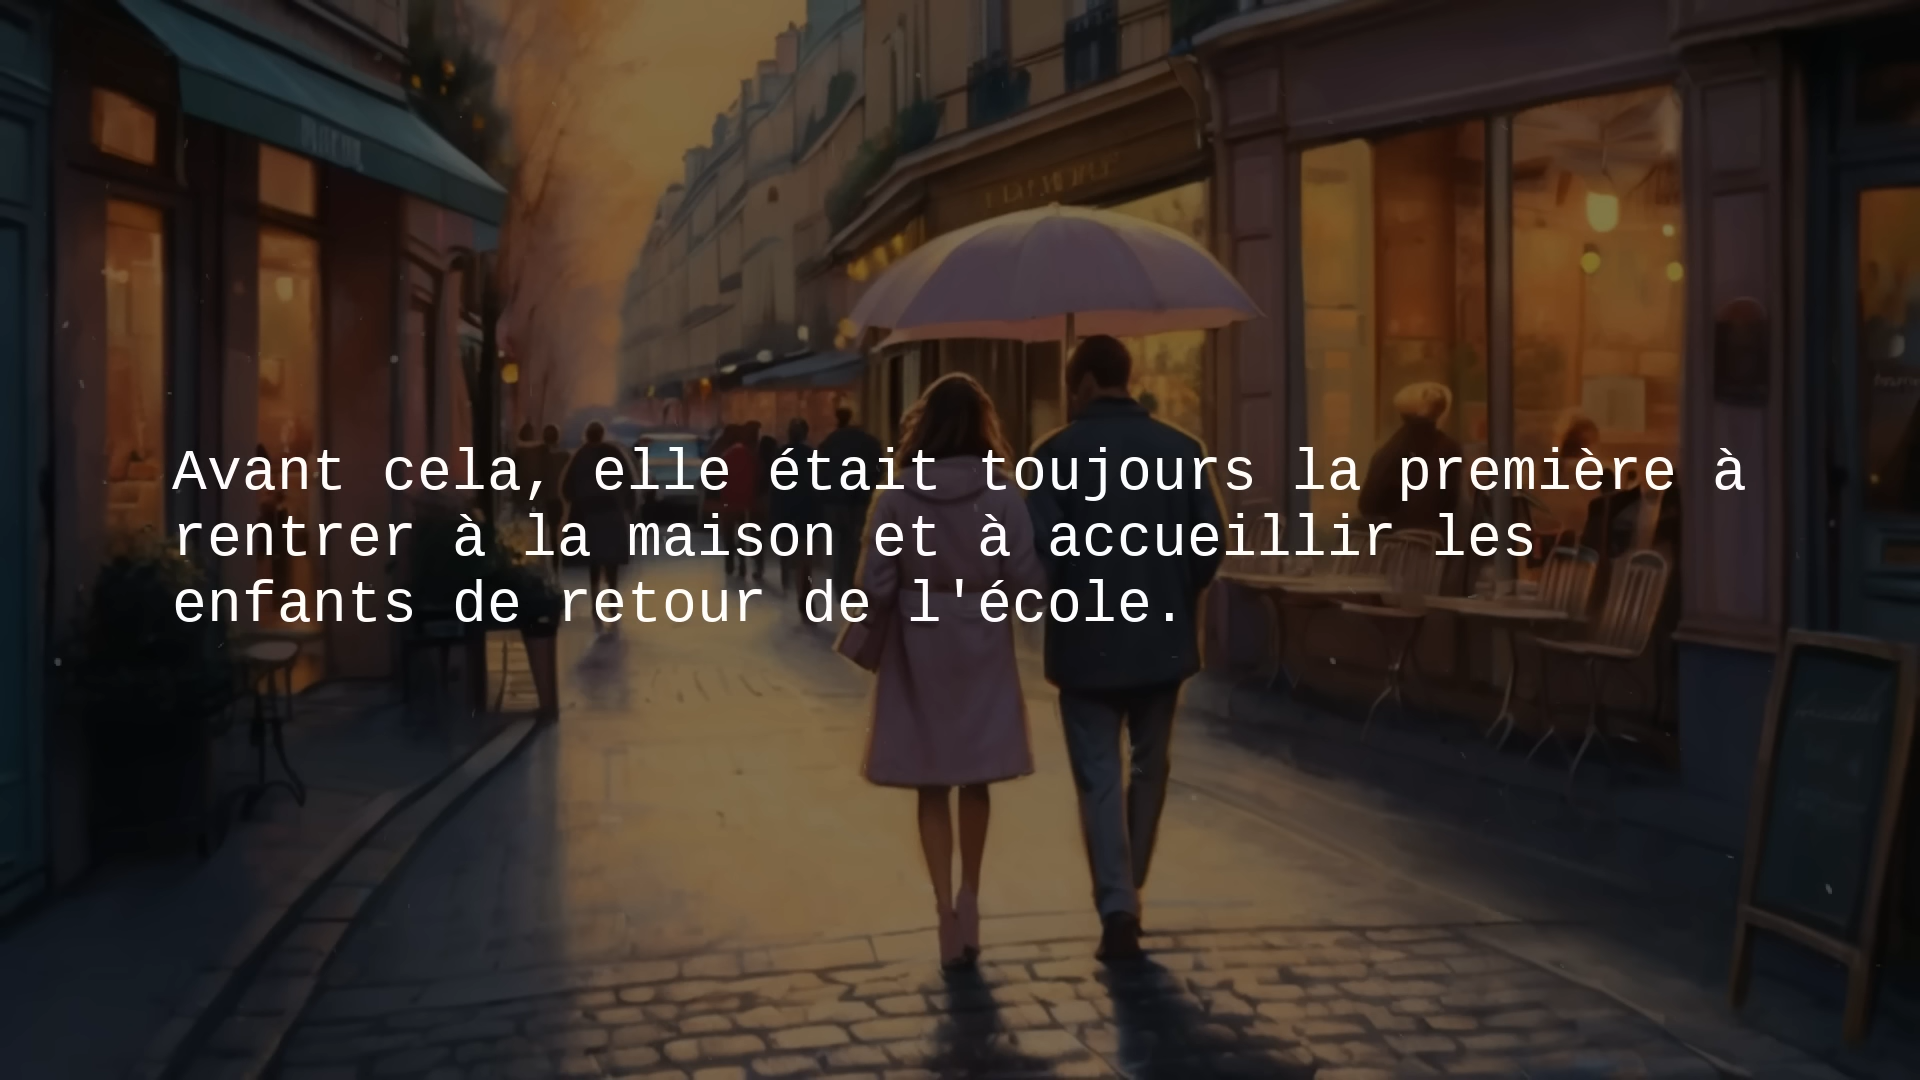 Avant cela, elle était toujours la première à
rentrer à la maison et à accueillir les
enfants de retour de l'école.